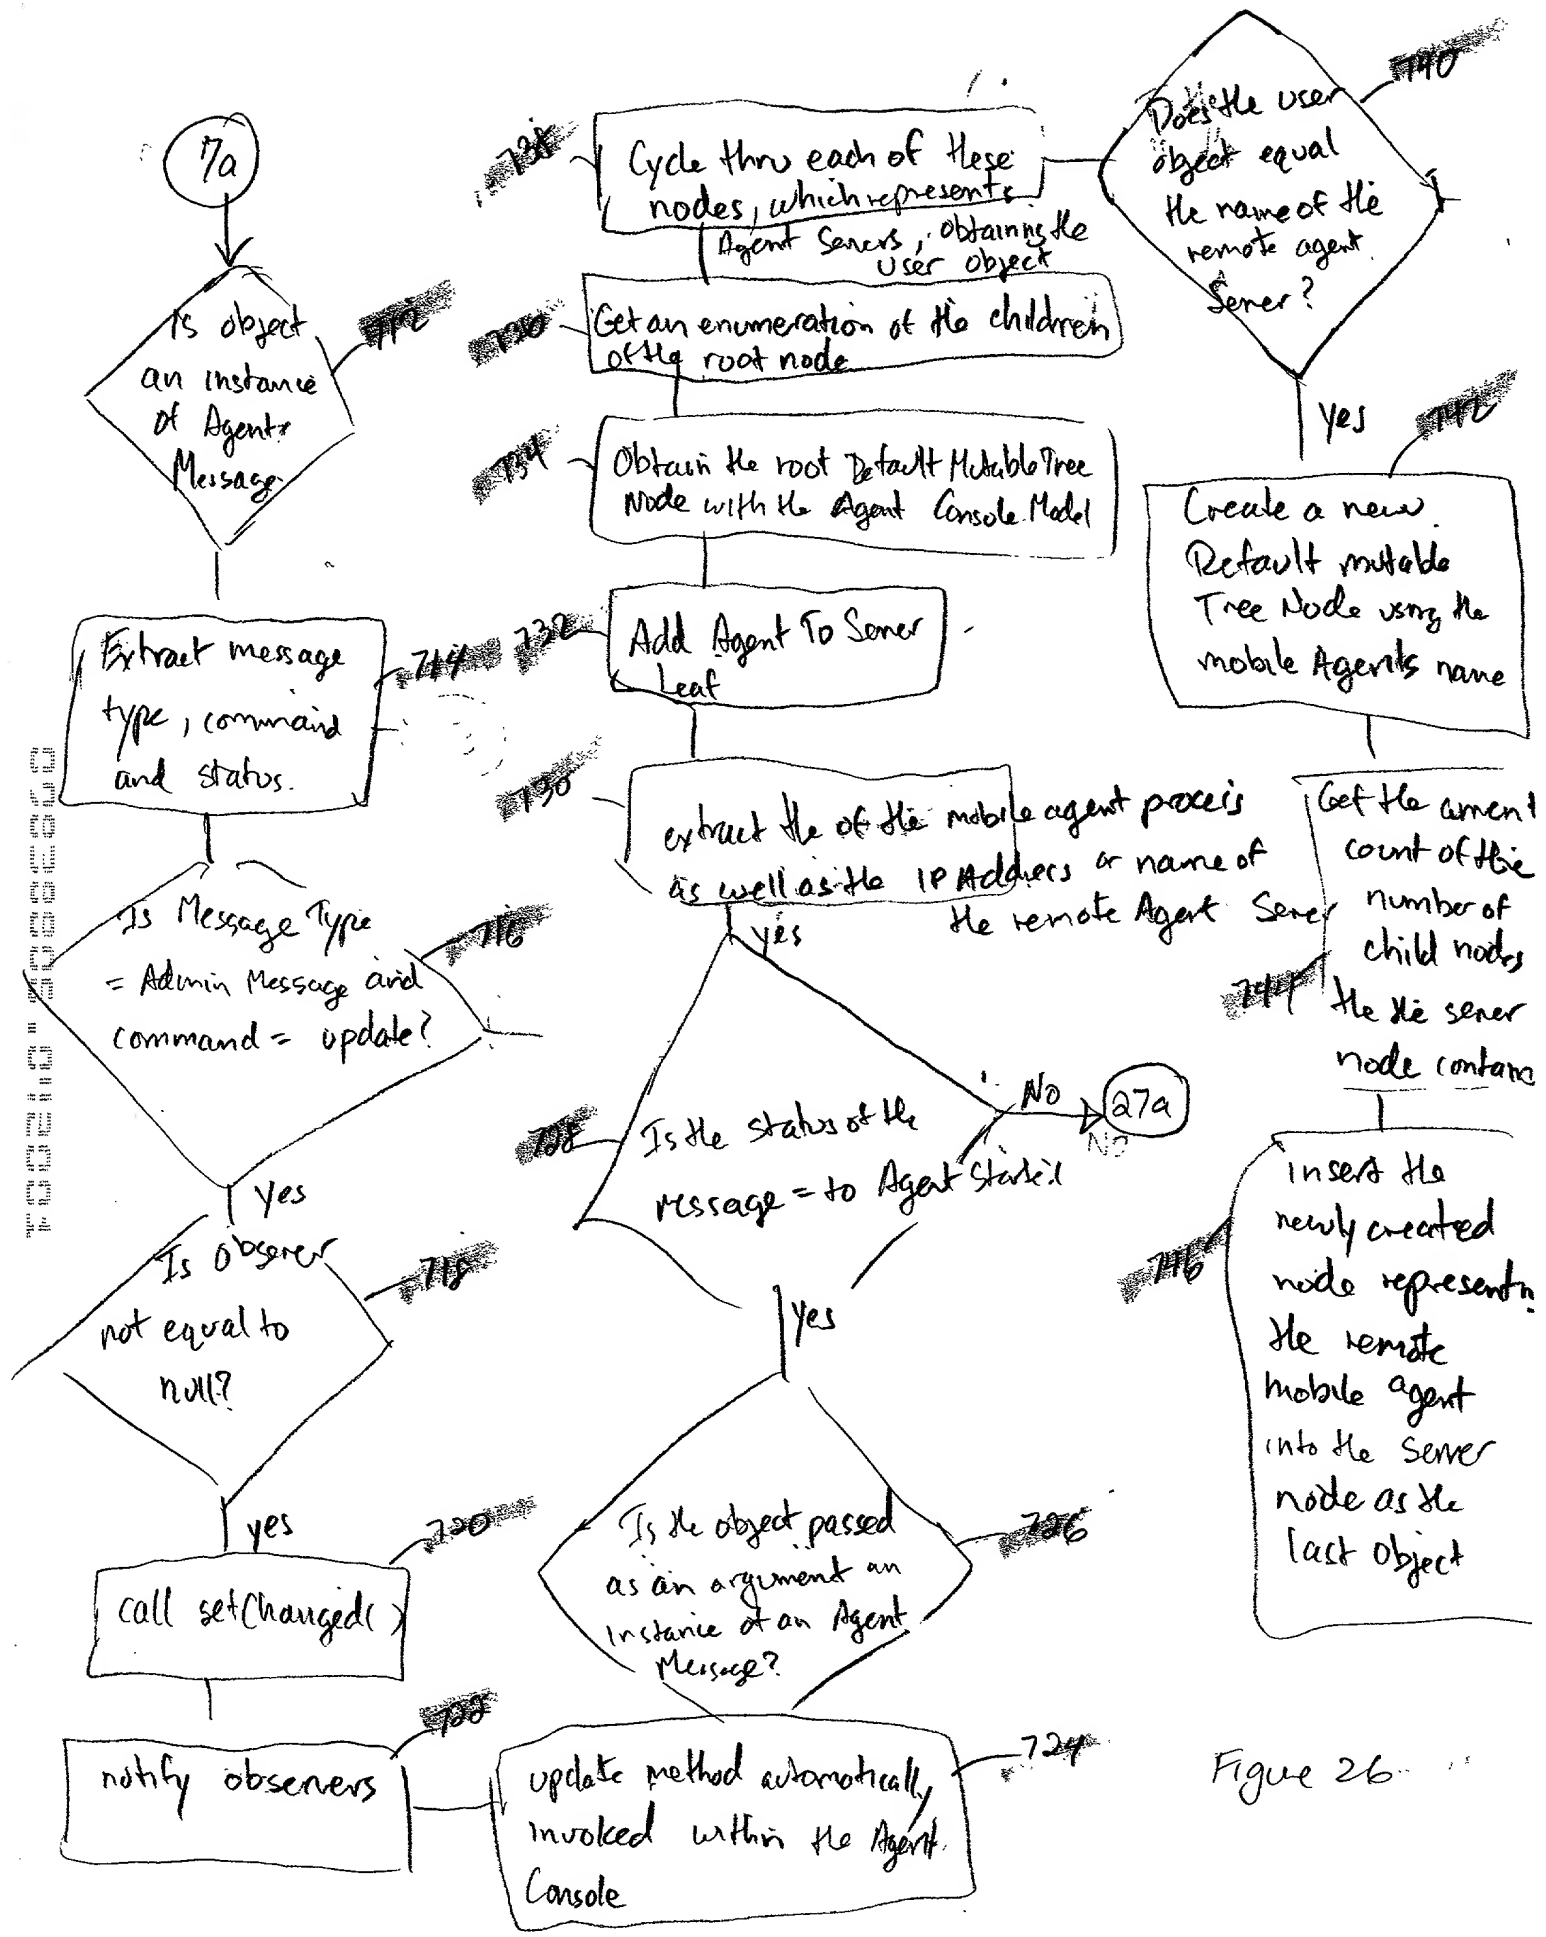 7a
Is object
an instance
of Agent
Message
712
Extract message
type, command
and status.
714
Is Message Type
= Admin Message and
command = update?
716
yes
Is Observer
not equal to
null?
718
yes
call setChanged()
720
notify observers
722
update method automatically
invoked within the Agent
Console
724
Is the object passed
as an argument an
instance of an Agent
Message?
726
yes
Is the status of the
message = to Agent Started
728
No
27a
No
yes
extract the of the mobile agent process
as well as the IP Address or name of
the remote Agent Server
730
Add Agent To Server
Leaf
732
Obtain the root Default Mutable Tree
Node with the Agent Console Model
734
Get an enumeration of the children
of the root node
Cycle thru each of these
nodes, which represents
Agent Servers, obtaining the
user object
738
Does the user
object equal
the name of the
remote agent
Server?
740
yes
Create a new
Default mutable
Tree Node using the
mobile Agents name
742
Get the current
count of the
number of
child nodes
the the server
node contains
744
insert the
newly created
node representin
the remote
mobile agent
into the server
node as the
last Object
746
Figure 26